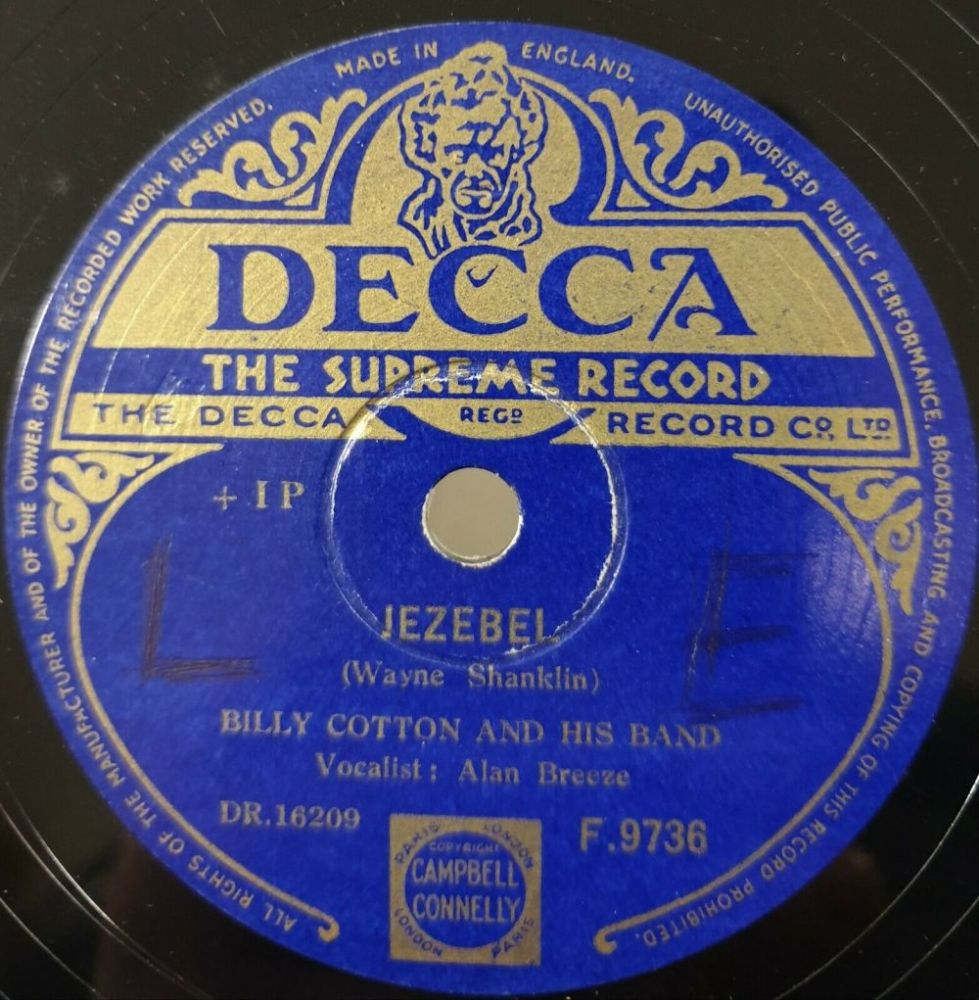 MADE IN ENGLAND.
UNAUTHORISED PUBLIC PERFORMANCE, BROADCASTING AND COPYING OF THIS RECORD PROHIBITED.
ALL RIGHTS OF THE MANUFACTURER AND OF THE OWNER OF THE RECORDED WORK RESERVED.
DECCA
THE SUPREME RECORD
THE DECCA REGD RECORD CO., LTD
+ 1 P
L E
JEZEBEL
(Wayne Shanklin)
BILLY COTTON AND HIS BAND
Vocalist: Alan Breeze
DR.16209
F.9736
PARIS LONDON
COPYRIGHT
CAMPBELL
CONNELLY
LONDON PARIS